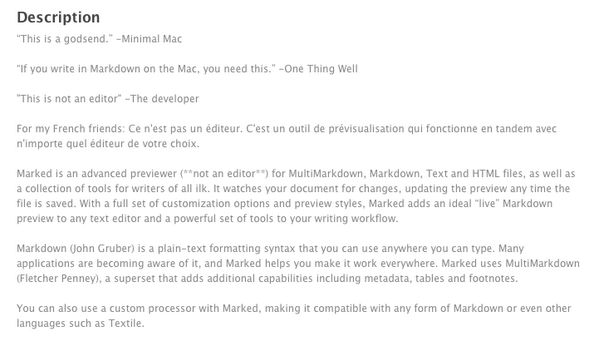 Description
“This is a godsend.” -Minimal Mac
“If you write in Markdown on the Mac, you need this.” -One Thing Well
"This is not an editor" -The developer
For my French friends: Ce n'est pas un éditeur. C'est un outil de prévisualisation qui fonctionne en tandem avec
n'importe quel éditeur de votre choix.
Marked is an advanced previewer (**not an editor**) for MultiMarkdown, Markdown, Text and HTML files, as well as
a collection of tools for writers of all ilk. It watches your document for changes, updating the preview any time the
file is saved. With a full set of customization options and preview styles, Marked adds an ideal “live” Markdown
preview to any text editor and a powerful set of tools to your writing workflow.
Markdown (John Gruber) is a plain-text formatting syntax that you can use anywhere you can type. Many
applications are becoming aware of it, and Marked helps you make it work everywhere. Marked uses MultiMarkdown
(Fletcher Penney), a superset that adds additional capabilities including metadata, tables and footnotes.
You can also use a custom processor with Marked, making it compatible with any form of Markdown or even other
languages such as Textile.